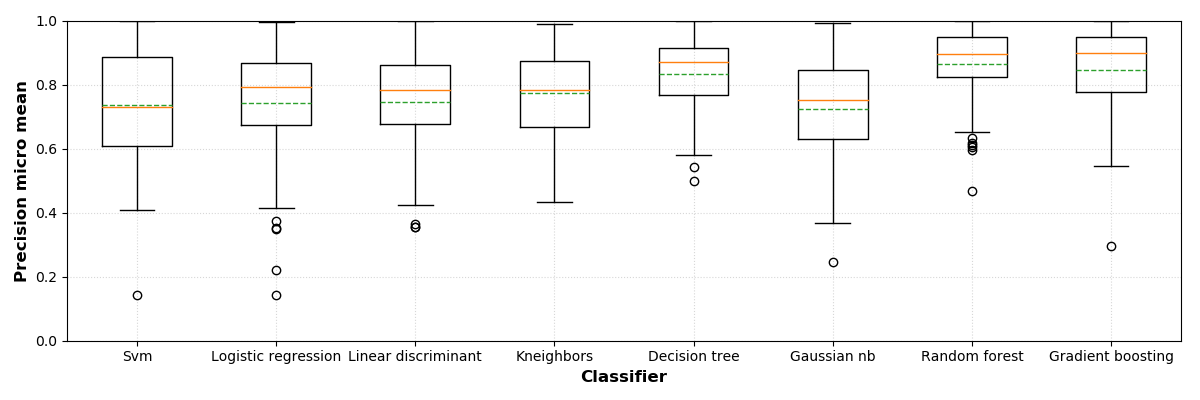 Precision micro mean
1.0
0.8
0.6
0.4
0.2
0.0
Svm Logistic regression Linear discriminant Kneighbors Decision tree Gaussian nb Random forest Gradient boosting
Classifier